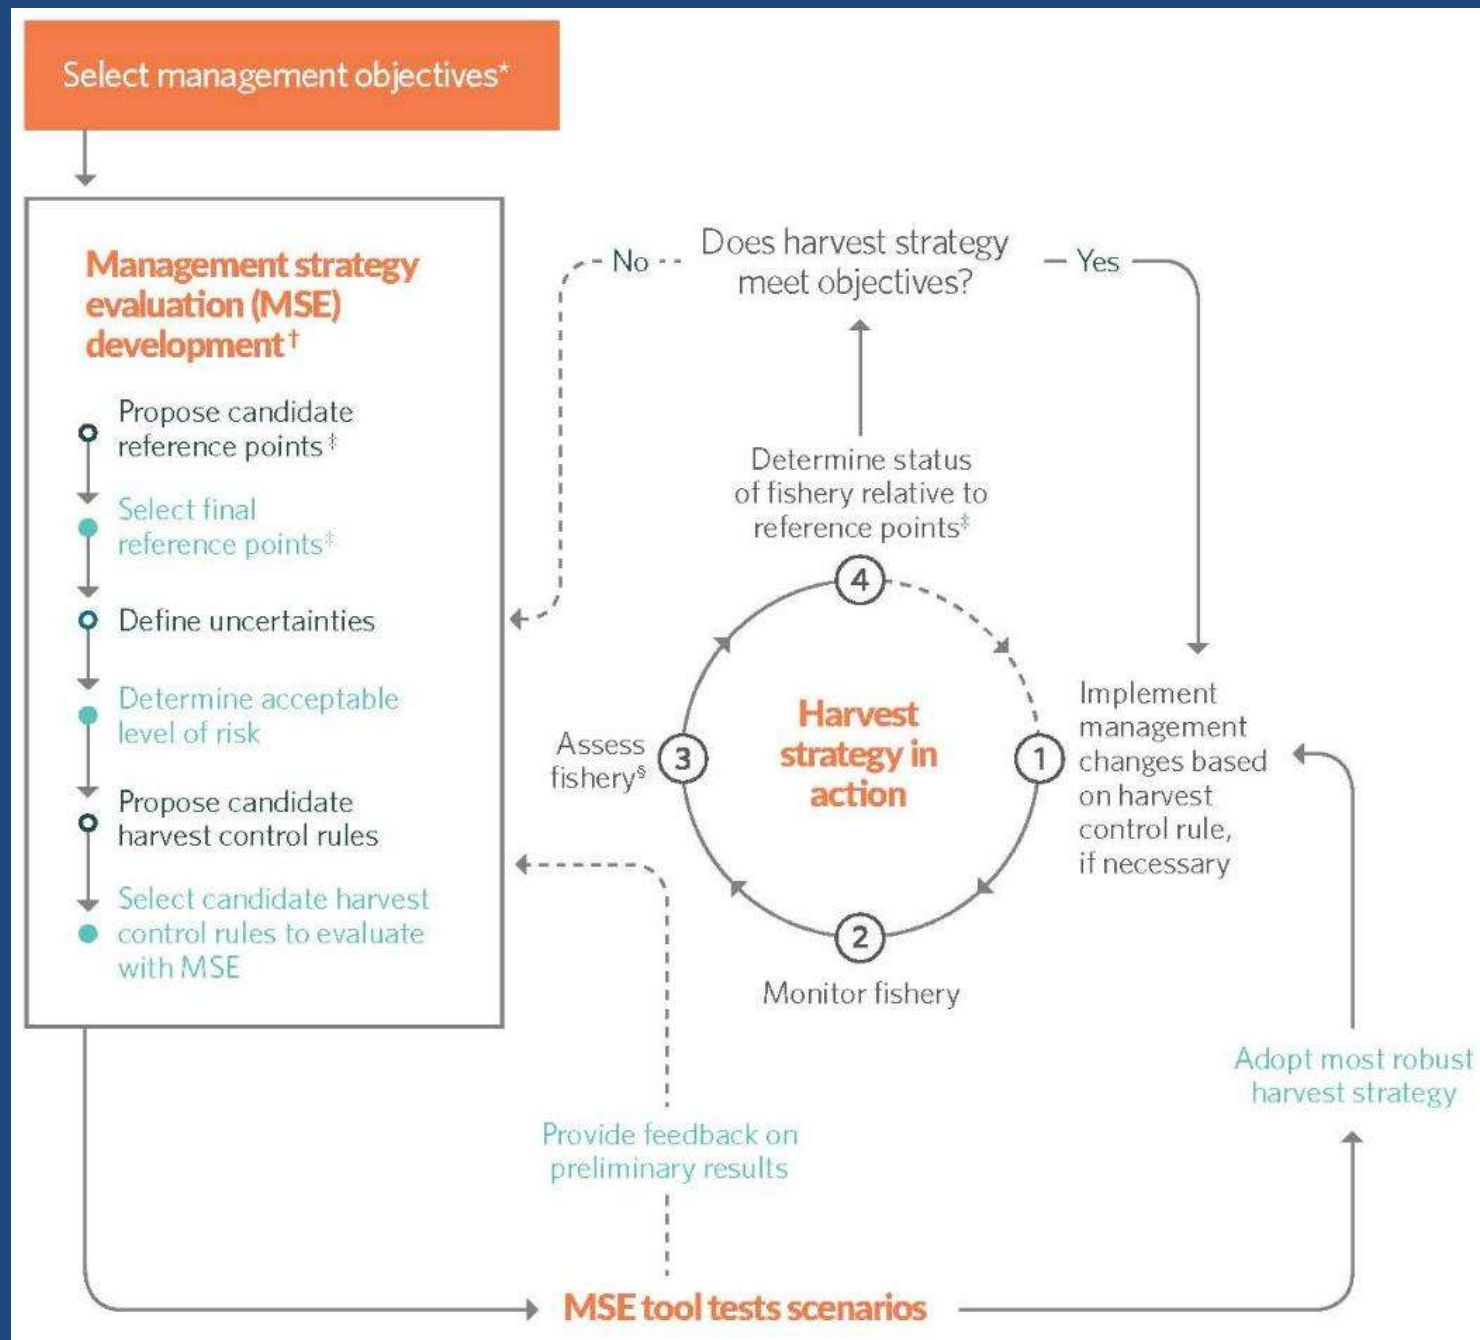 Select management objectives*
Management strategy
evaluation (MSE)
development†
Propose candidate
reference points‡
Select final
reference points‡
Define uncertainties
Determine acceptable
level of risk
Propose candidate
harvest control rules
Select candidate harvest
control rules to evaluate
with MSE
No
Does harvest strategy
meet objectives?
Yes
Determine status
of fishery relative to
reference points‡
4
Harvest
strategy in
action
Assess
fishery§
3
1
Implement
management
changes based
on harvest
control rule,
if necessary
2
Monitor fishery
Provide feedback on
preliminary results
Adopt most robust
harvest strategy
MSE tool tests scenarios